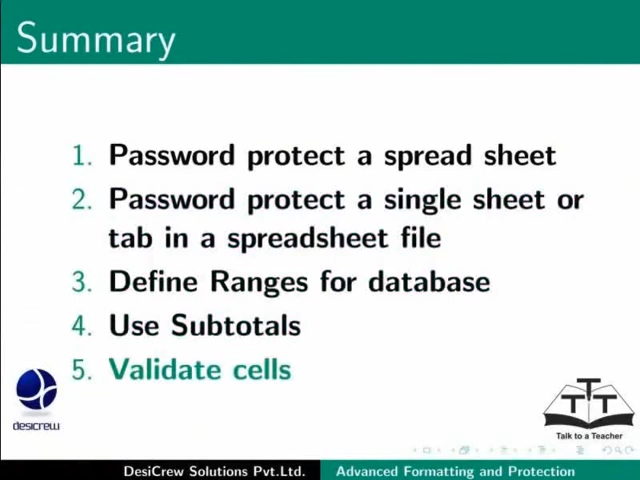 Summary
1. Password protect a spread sheet
2. Password protect a single sheet or
tab in a spreadsheet file
3. Define Ranges for database
4. Use Subtotals
5. Validate cells
desicrew
TTT
Talk to a Teacher
DesiCrew Solutions Pvt.Ltd. Advanced Formatting and Protection